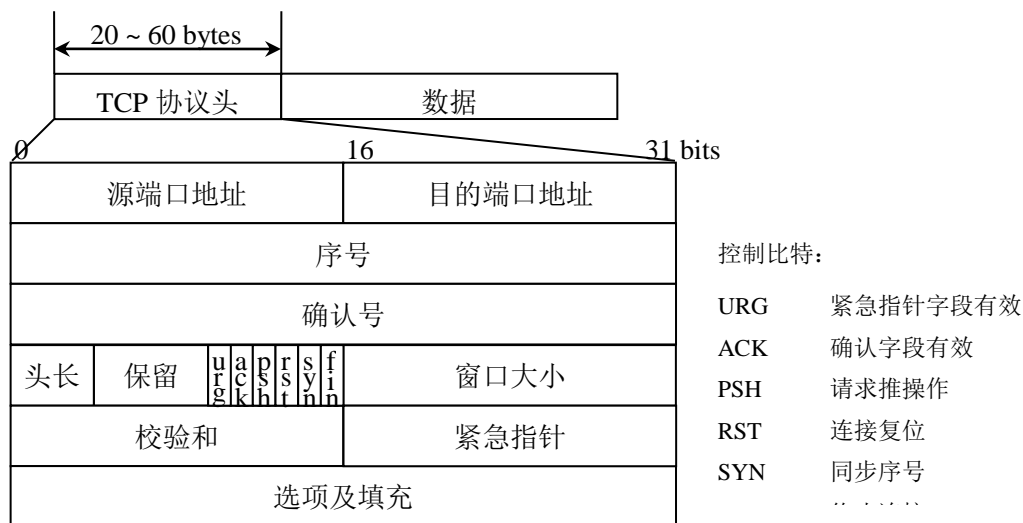 20 ~ 60 bytes
TCP 协议头 数据
0 16 31 bits
源端口地址 目的端口地址
序号
确认号
头长 保留 urg ack psh rst syn fin 窗口大小
校验和 紧急指针
选项及填充
控制比特：
URG 紧急指针字段有效
ACK 确认字段有效
PSH 请求推操作
RST 连接复位
SYN 同步序号